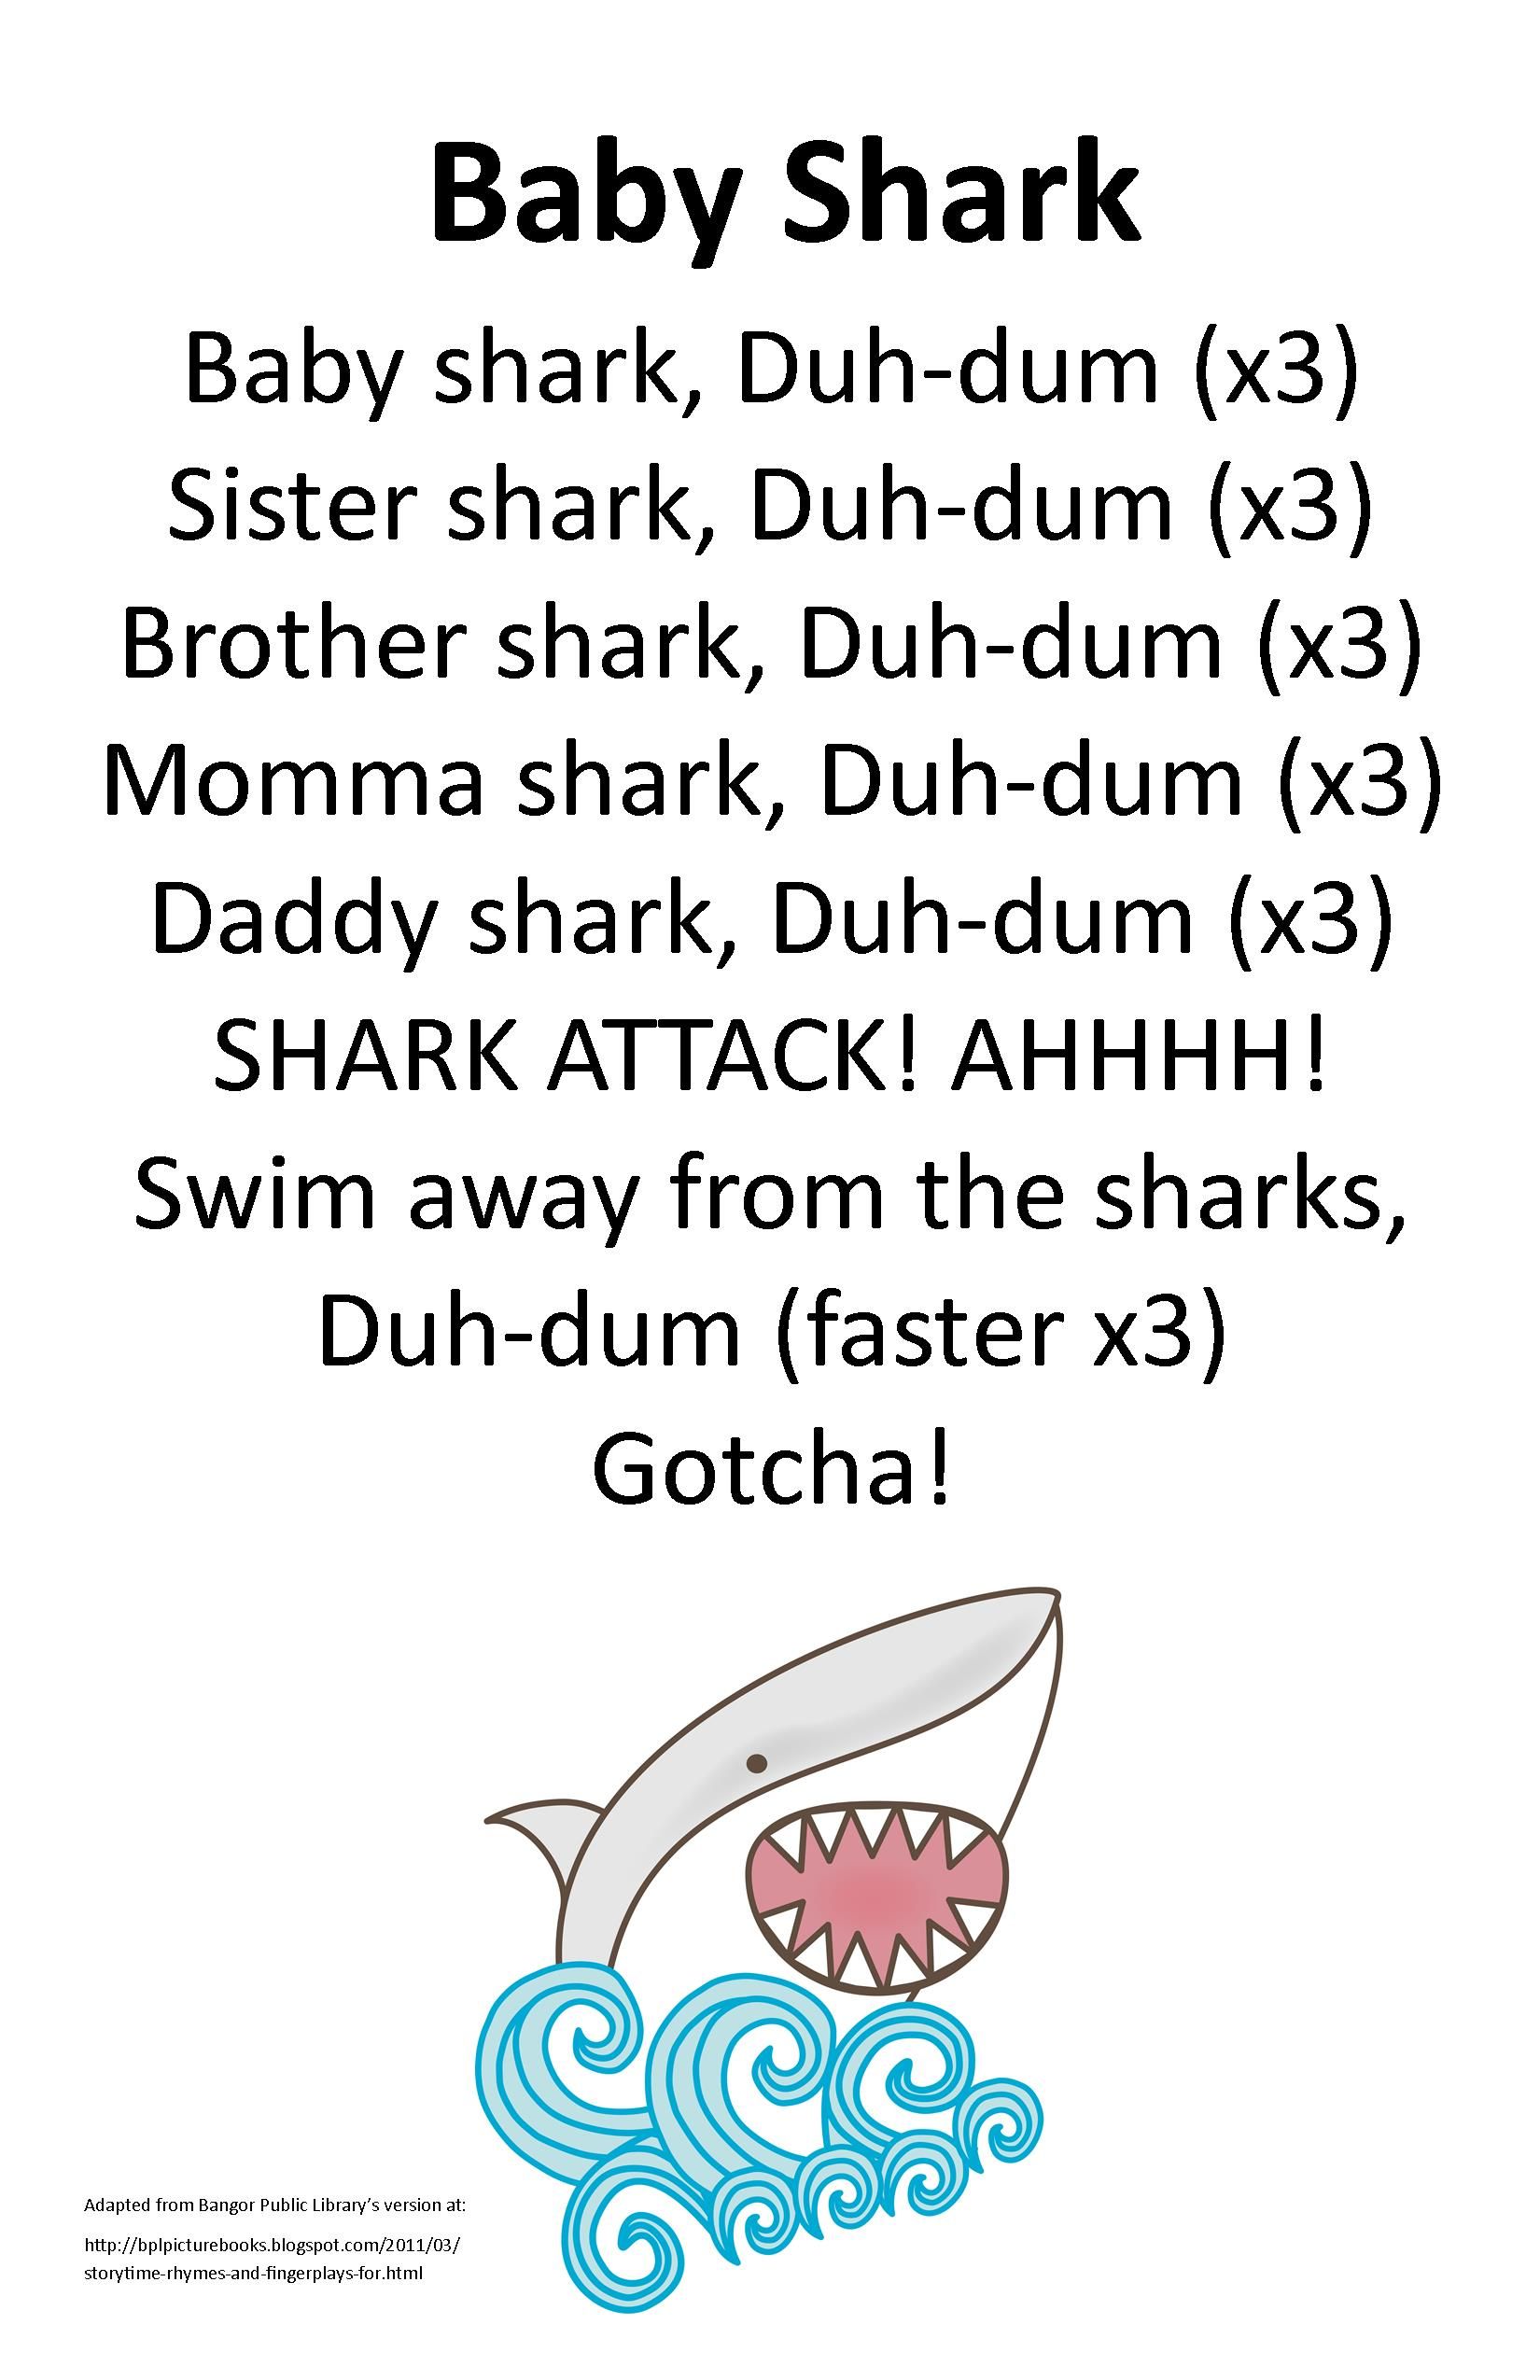 Baby Shark
Baby shark, Duh-dum (x3)
Sister shark, Duh-dum (x3)
Brother shark, Duh-dum (x3)
Momma shark, Duh-dum (x3)
Daddy shark, Duh-dum (x3)
SHARK ATTACK! AHHHH!
Swim away from the sharks,
Duh-dum (faster x3)
Gotcha!
Adapted from Bangor Public Library’s version at:
http://bplpicturebooks.blogspot.com/2011/03/
storytime-rhymes-and-fingerplays-for.html